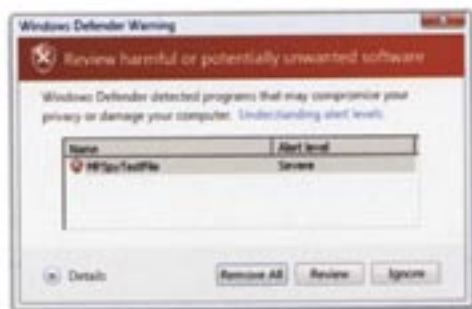 Windows Defender Warning
Review harmful or potentially unwanted software
Windows Defender detected programs that may compromise your
privacy or damage your computer. Understanding alert levels
Name Alert level
MPSpyTestFile Severe
Details Remove All Review Ignore